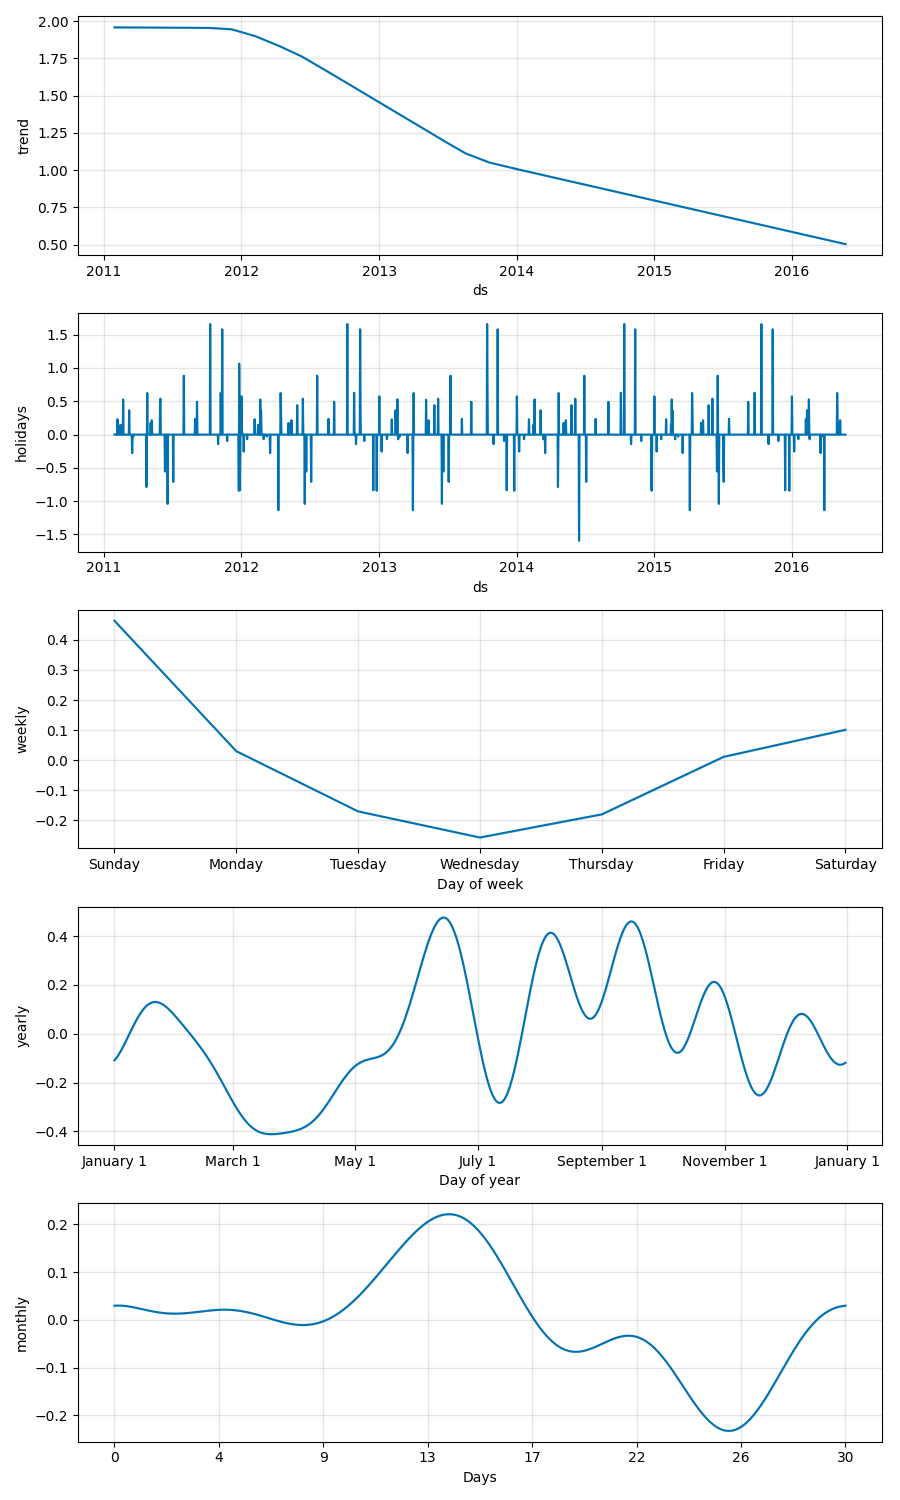 2.00
1.75
1.50
1.25
1.00
0.75
0.50
trend
2011 2012 2013 2014 2015 2016
ds
1.5
1.0
0.5
0.0
−0.5
−1.0
−1.5
holidays
2011 2012 2013 2014 2015 2016
ds
0.4
0.3
0.2
0.1
0.0
−0.1
−0.2
weekly
Sunday Monday Tuesday Wednesday Thursday Friday Saturday
Day of week
0.4
0.2
0.0
−0.2
−0.4
yearly
January 1 March 1 May 1 July 1 September 1 November 1 January 1
Day of year
0.2
0.1
0.0
−0.1
−0.2
monthly
0 4 9 13 17 22 26 30
Days